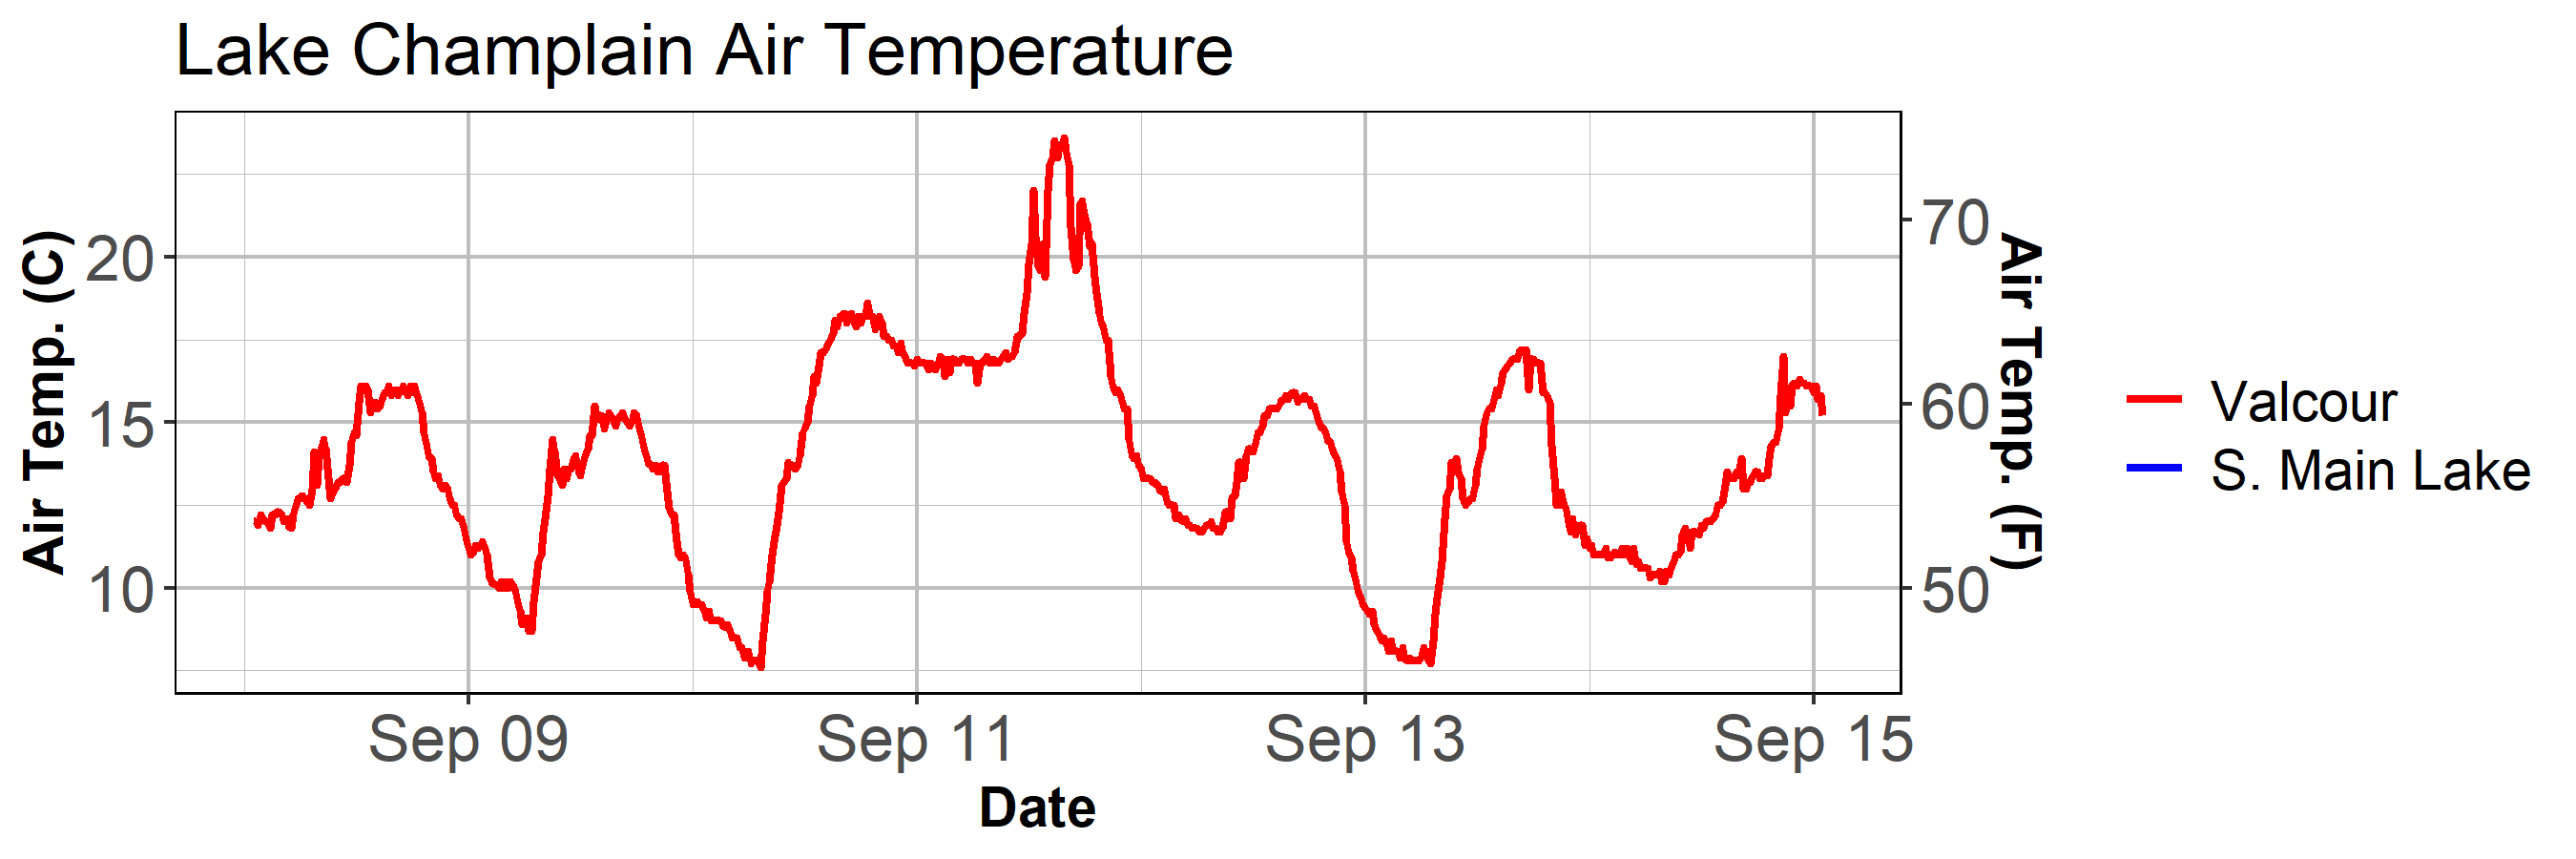 Lake Champlain Air Temperature
Air Temp. (C)
20
15
10
70
60
50
Air Temp. (F)
Sep 09
Sep 11
Sep 13
Sep 15
Date
Valcour
S. Main Lake